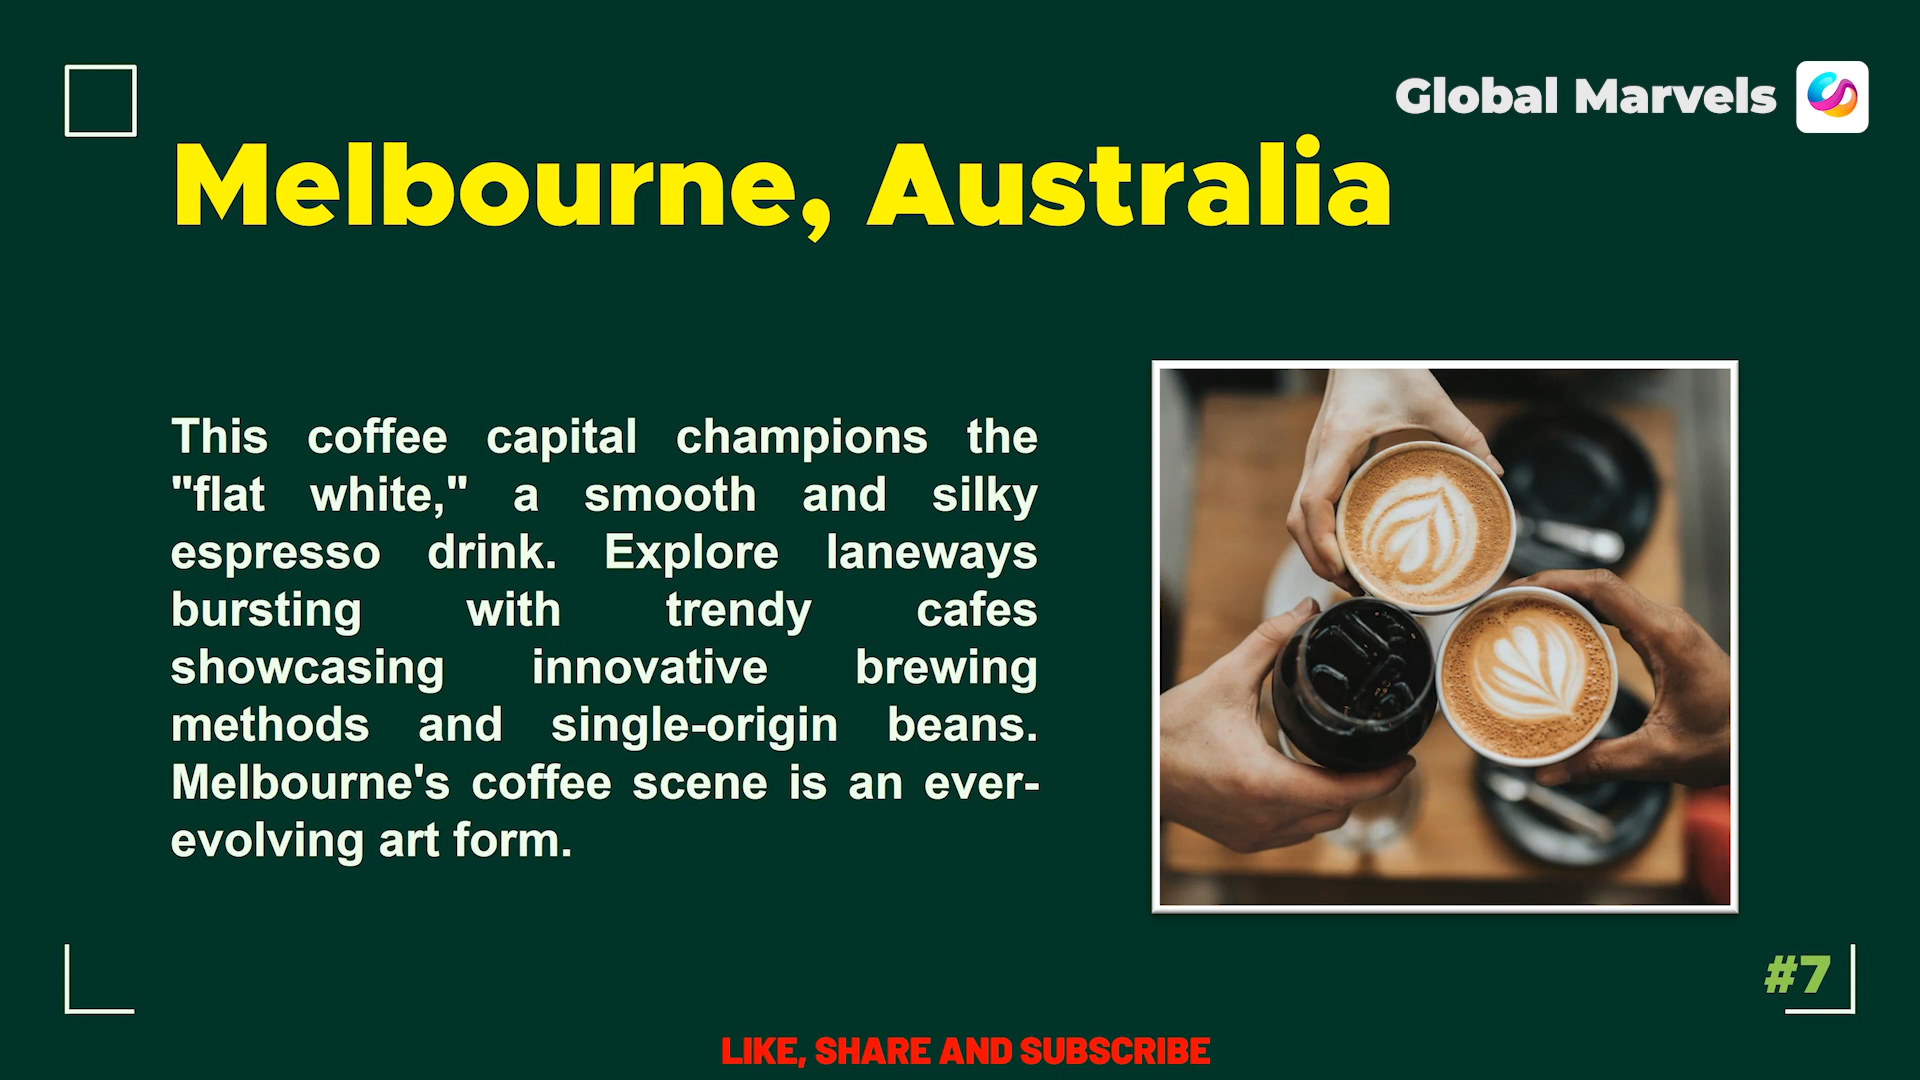 Global Marvels
Melbourne, Australia
This coffee capital champions the
"flat white," a smooth and silky
espresso drink. Explore laneways
bursting with trendy cafes
showcasing innovative brewing
methods and single-origin beans.
Melbourne's coffee scene is an ever-
evolving art form.
#7
LIKE, SHARE AND SUBSCRIBE